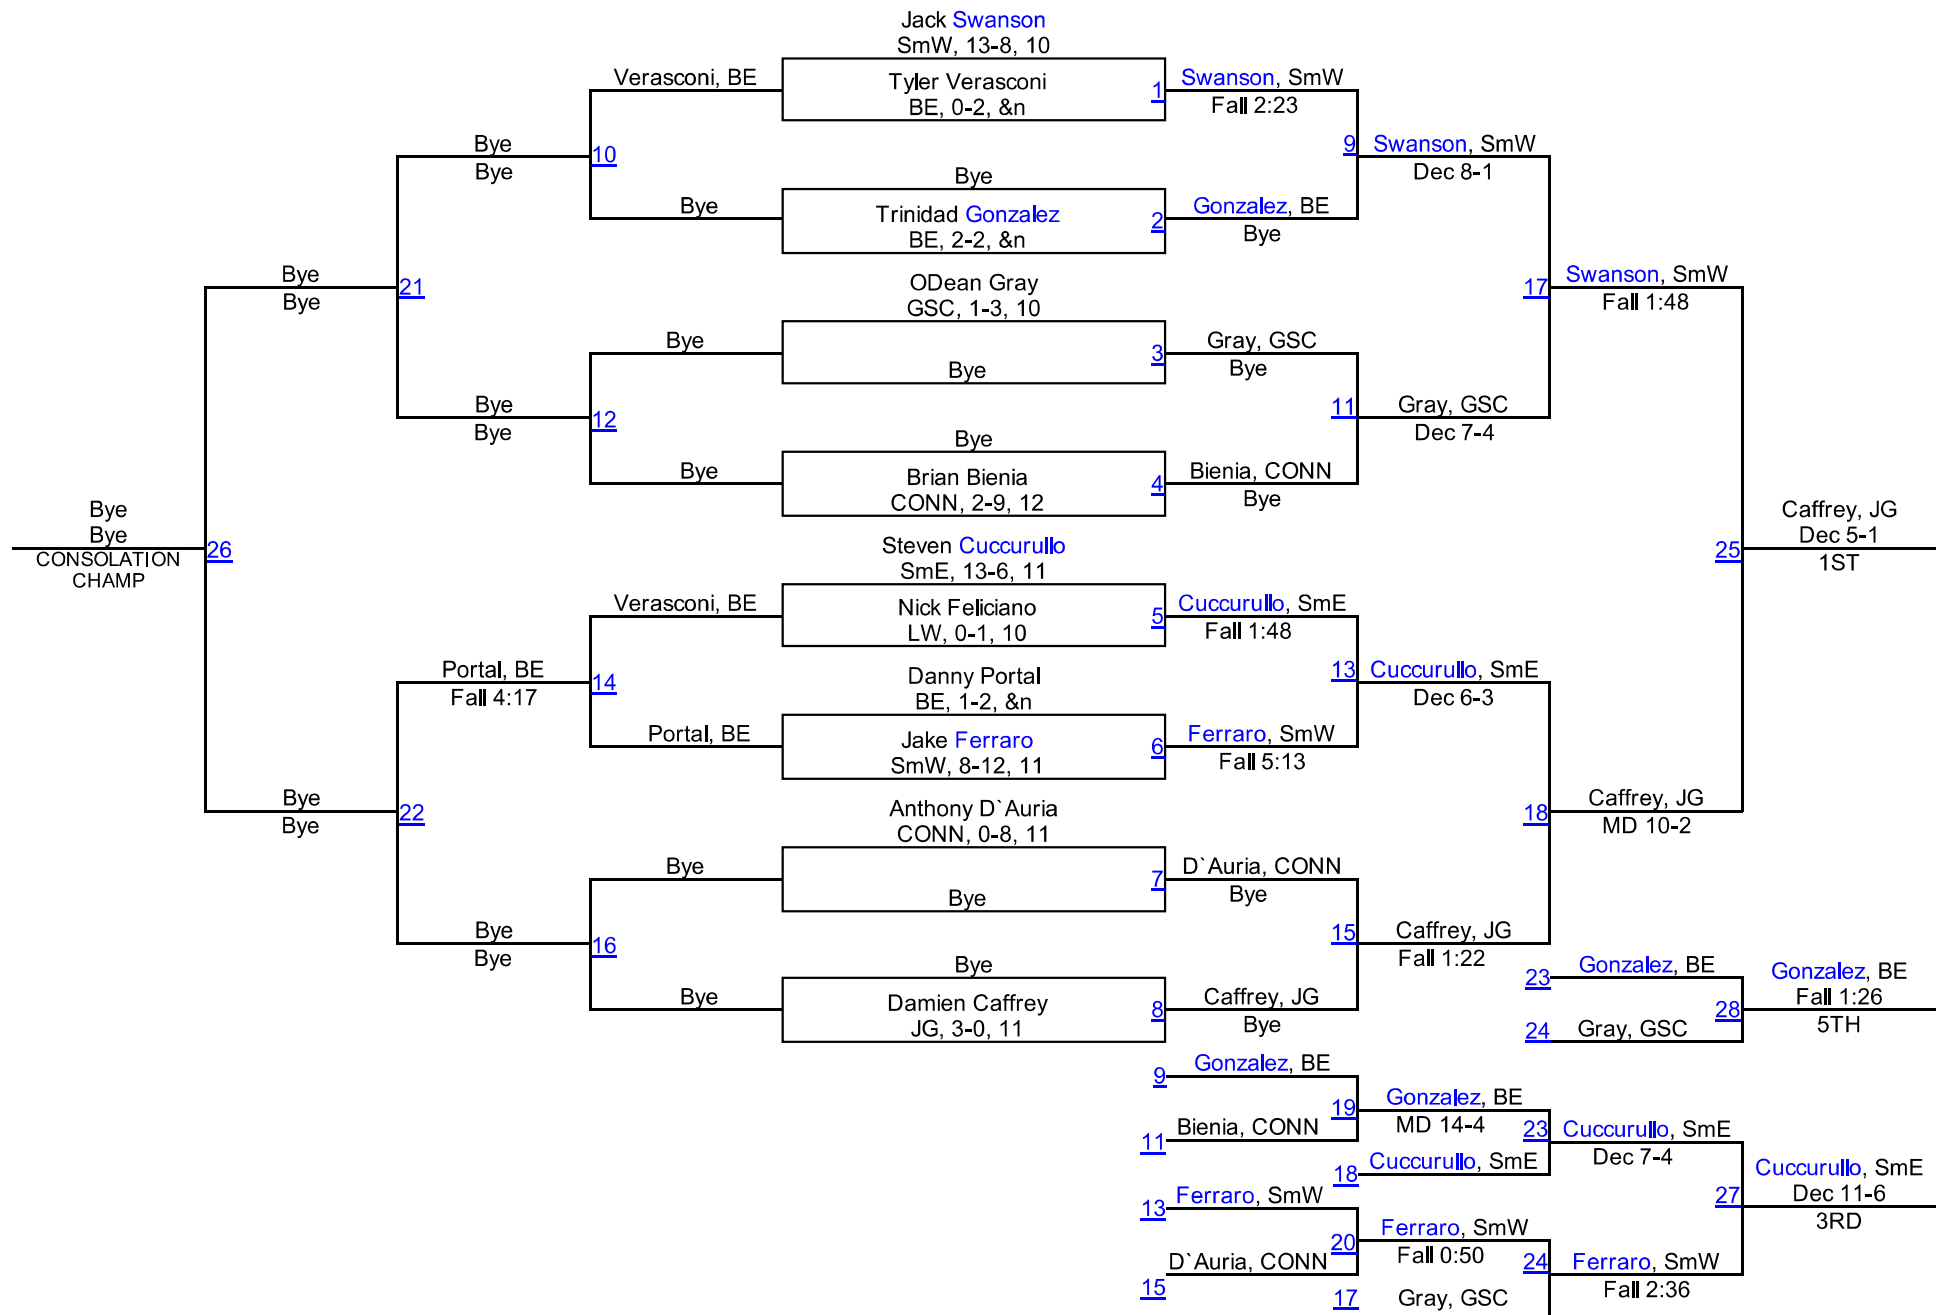 Jack Swanson
SmW, 13-8, 10
Verasconi, BE
Tyler Verasconi
BE, 0-2, &n
1
Swanson, SmW
Fall 2:23
Bye
Bye
10
9
Swanson, SmW
Dec 8-1
Bye
Bye
Trinidad Gonzalez
BE, 2-2, &n
2
Gonzalez, BE
Bye
Bye
Bye
21
ODean Gray
GSC, 1-3, 10
17
Swanson, SmW
Fall 1:48
Bye
Bye
3
Gray, GSC
Bye
Bye
Bye
12
11
Gray, GSC
Dec 7-4
Bye
Bye
Brian Bienia
CONN, 2-9, 12
4
Bienia, CONN
Bye
Bye
Bye
CONSOLATION
CHAMP
26
25
Caffrey, JG
Dec 5-1
1ST
Steven Cuccurullo
SmE, 13-6, 11
Verasconi, BE
Nick Feliciano
LW, 0-1, 10
5
Cuccurullo, SmE
Fall 1:48
Portal, BE
Fall 4:17
14
13
Cuccurullo, SmE
Dec 6-3
Danny Portal
BE, 1-2, &n
Portal, BE
Jake Ferraro
SmW, 8-12, 11
6
Ferraro, SmW
Fall 5:13
Bye
Bye
22
18
Caffrey, JG
MD 10-2
Anthony D`Auria
CONN, 0-8, 11
Bye
Bye
7
D`Auria, CONN
Bye
Bye
Bye
16
15
Caffrey, JG
Fall 1:22
Bye
Bye
Damien Caffrey
JG, 3-0, 11
8
Caffrey, JG
Bye
23
Gonzalez, BE
24
Gray, GSC
28
Gonzalez, BE
Fall 1:26
5TH
9
Gonzalez, BE
11
Bienia, CONN
19
Gonzalez, BE
MD 14-4
18
Cuccurullo, SmE
23
Cuccurullo, SmE
Dec 7-4
27
Cuccurullo, SmE
Dec 11-6
3RD
13
Ferraro, SmW
15
D`Auria, CONN
20
Ferraro, SmW
Fall 0:50
17
Gray, GSC
24
Ferraro, SmW
Fall 2:36